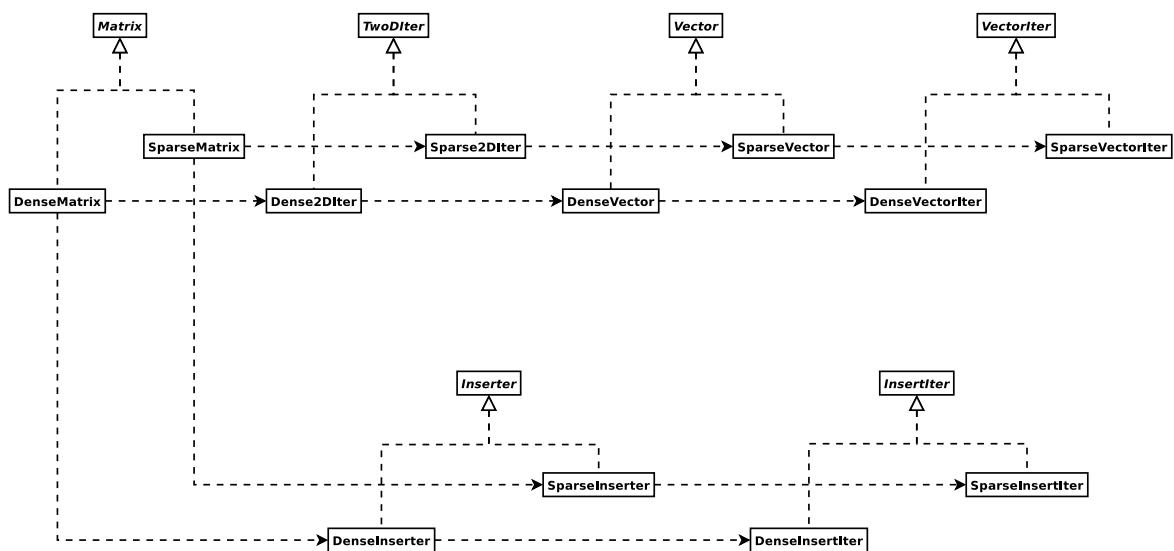 Matrix
TwoDIter
Vector
VectorIter
SparseMatrix
Sparse2DIter
SparseVector
SparseVectorIter
DenseMatrix
Dense2DIter
DenseVector
DenseVectorIter
Inserter
InsertIter
SparseInserter
SparseInsertIter
DenseInserter
DenseInsertIter